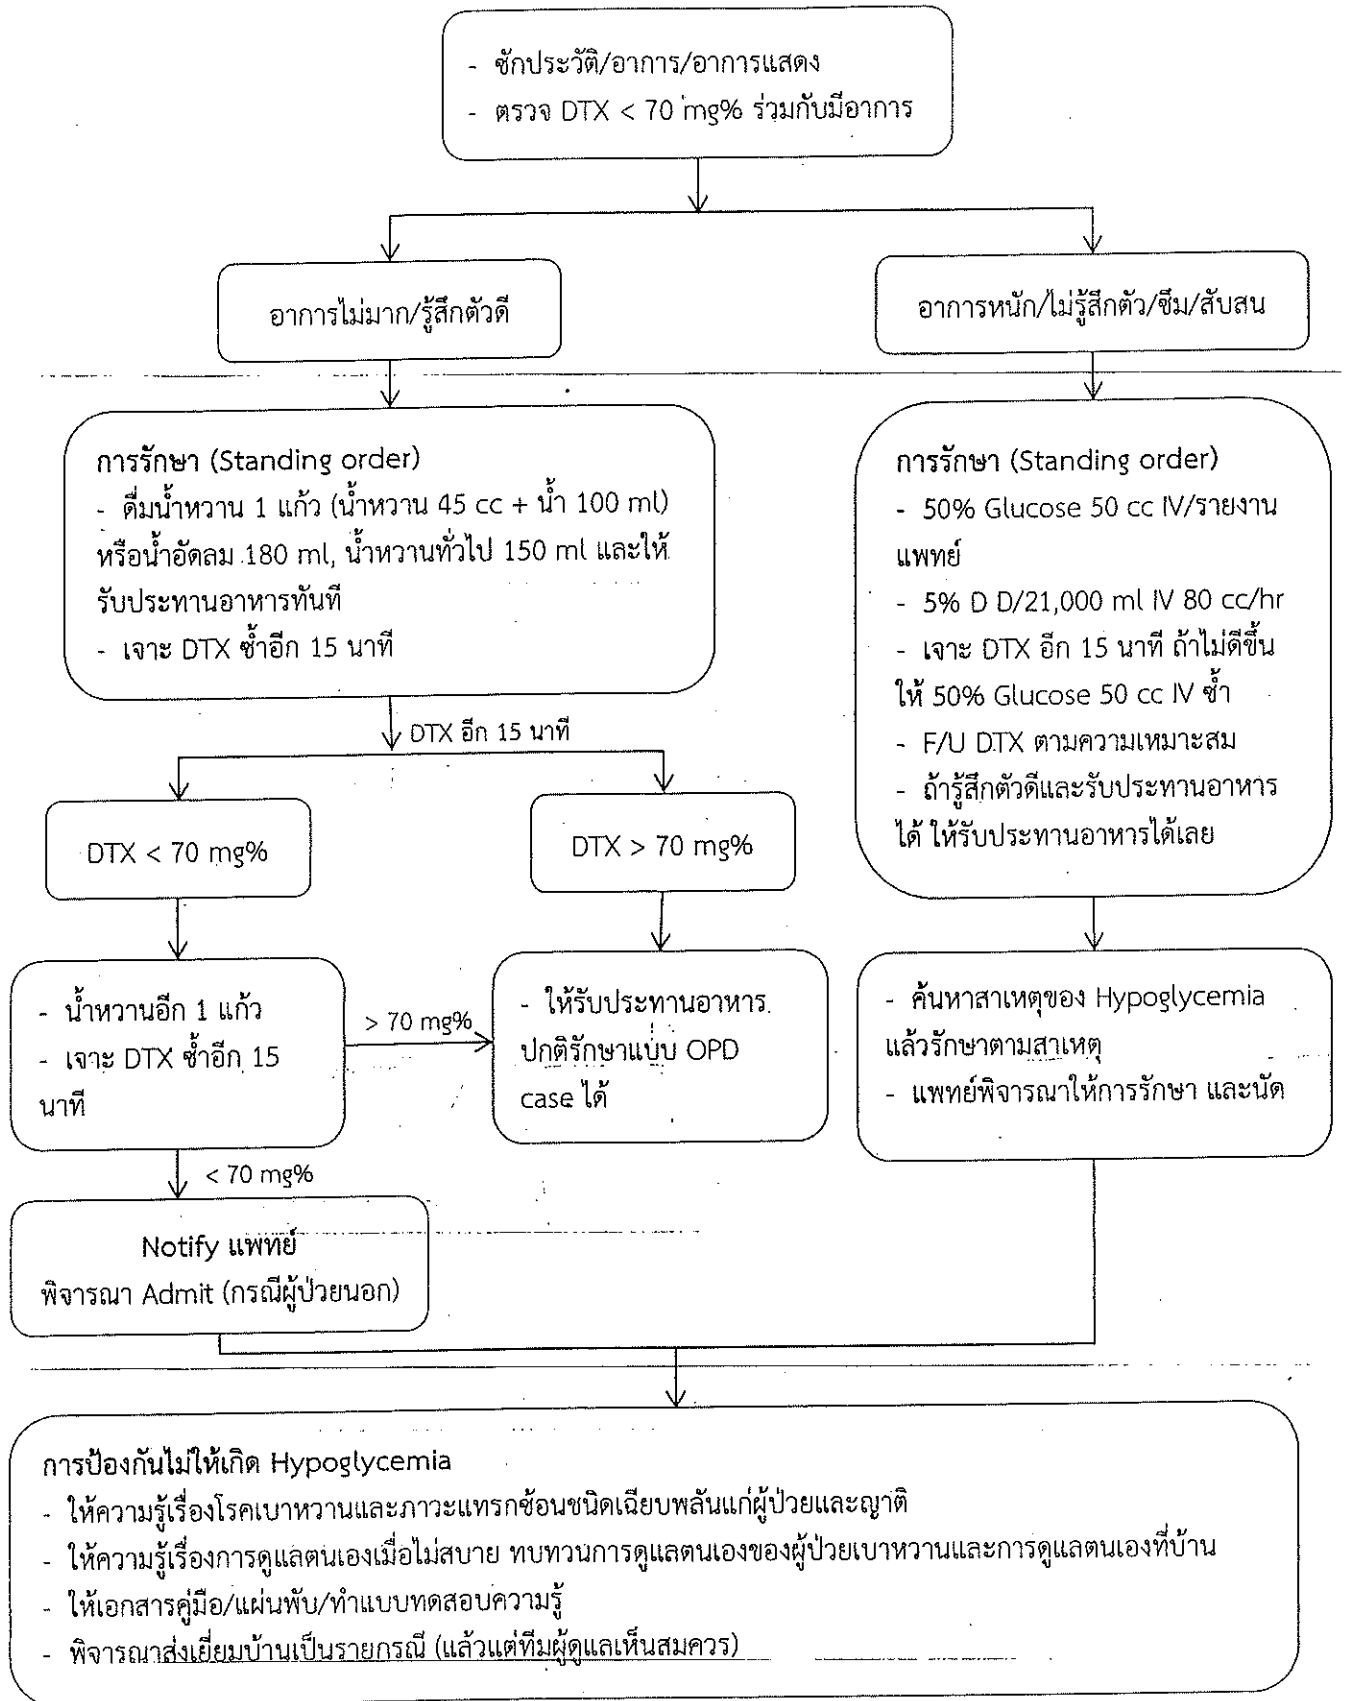 - ซักประวัติ/อาการ/อาการแสดง
- ตรวจ DTX < 70 mg% ร่วมกับมีอาการ
อาการไม่มาก/รู้สึกตัวดี
อาการหนัก/ไม่รู้สึกตัว/ซึม/สับสน
การรักษา (Standing order)
- ดื่มน้ำหวาน 1 แก้ว (น้ำหวาน 45 cc + น้ำ 100 ml)
หรือน้ำอัดลม 180 ml, น้ำหวานทั่วไป 150 ml และให้
รับประทานอาหารทันที
- เจาะ DTX ซ้ำอีก 15 นาที
การรักษา (Standing order)
- 50% Glucose 50 cc IV/รายงาน
แพทย์
- 5% D D/21,000 ml IV 80 cc/hr
- เจาะ DTX อีก 15 นาที ถ้าไม่ดีขึ้น
ให้ 50% Glucose 50 cc IV ซ้ำ
- F/U DTX ตามความเหมาะสม
- ถ้ารู้สึกตัวดีและรับประทานอาหาร
ได้ ให้รับประทานอาหารได้เลย
DTX อีก 15 นาที
DTX < 70 mg%
DTX > 70 mg%
- น้ำหวานอีก 1 แก้ว
- เจาะ DTX ซ้ำอีก 15
นาที
> 70 mg%
- ให้รับประทานอาหาร
ปกติรักษาแบบ OPD
case ได้
- ค้นหาสาเหตุของ Hypoglycemia
แล้วรักษาตามสาเหตุ
- แพทย์พิจารณาให้การรักษา และนัด
< 70 mg%
Notify แพทย์
พิจารณา Admit (กรณีผู้ป่วยนอก)
การป้องกันไม่ให้เกิด Hypoglycemia
- ให้ความรู้เรื่องโรคเบาหวานและภาวะแทรกซ้อนชนิดเฉียบพลันแก่ผู้ป่วยและญาติ
- ให้ความรู้เรื่องการดูแลตนเองเมื่อไม่สบาย ทบทวนการดูแลตนเองของผู้ป่วยเบาหวานและการดูแลตนเองที่บ้าน
- ให้เอกสารคู่มือ/แผ่นพับ/ทำแบบทดสอบความรู้
- พิจารณาส่งเยี่ยมบ้านเป็นรายกรณี (แล้วแต่ทีมผู้ดูแลเห็นสมควร)